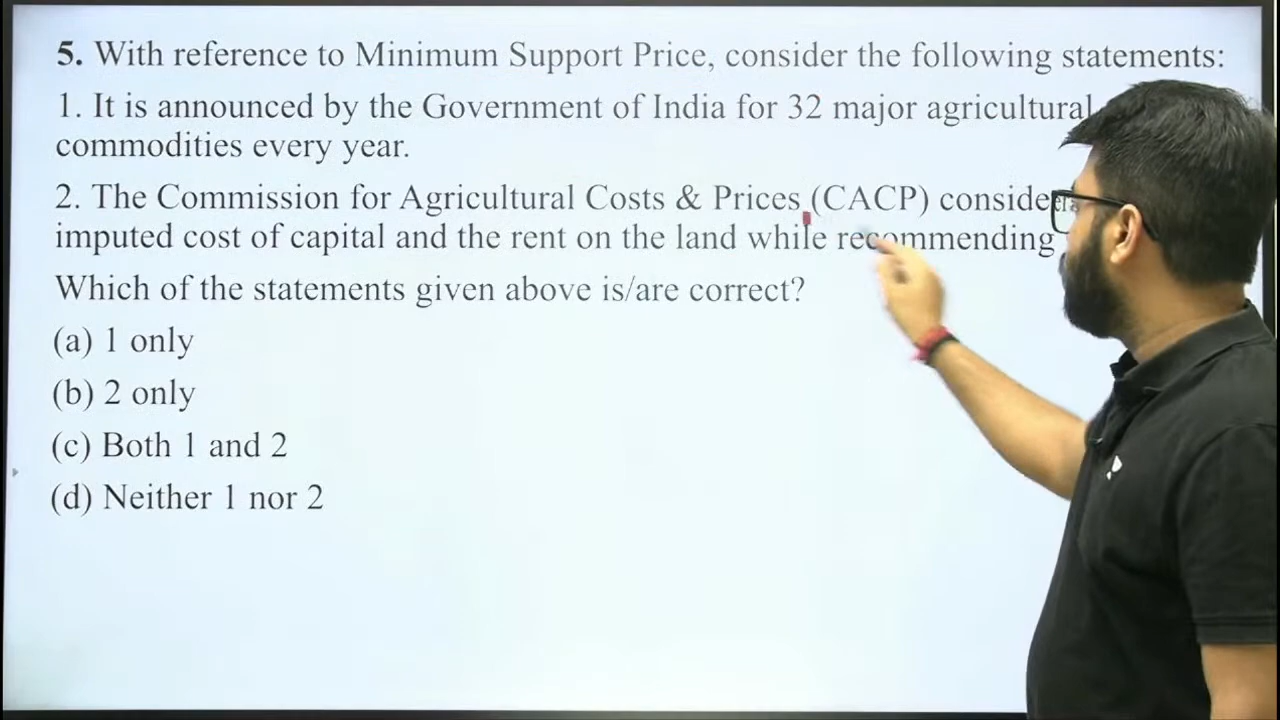 5. With reference to Minimum Support Price, consider the following statements:
1. It is announced by the Government of India for 32 major agricultural
commodities every year.
2. The Commission for Agricultural Costs & Prices (CACP)
imputed cost of capital and the rent on the land while recommending
Which of the statements given above is/are correct?
(a) 1 only
(b) 2 only
(c) Both 1 and 2
(d) Neither 1 nor 2